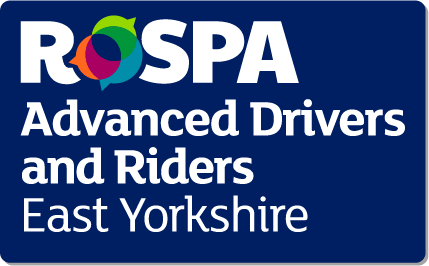 ROSPA
Advanced Drivers
and Riders
East Yorkshire